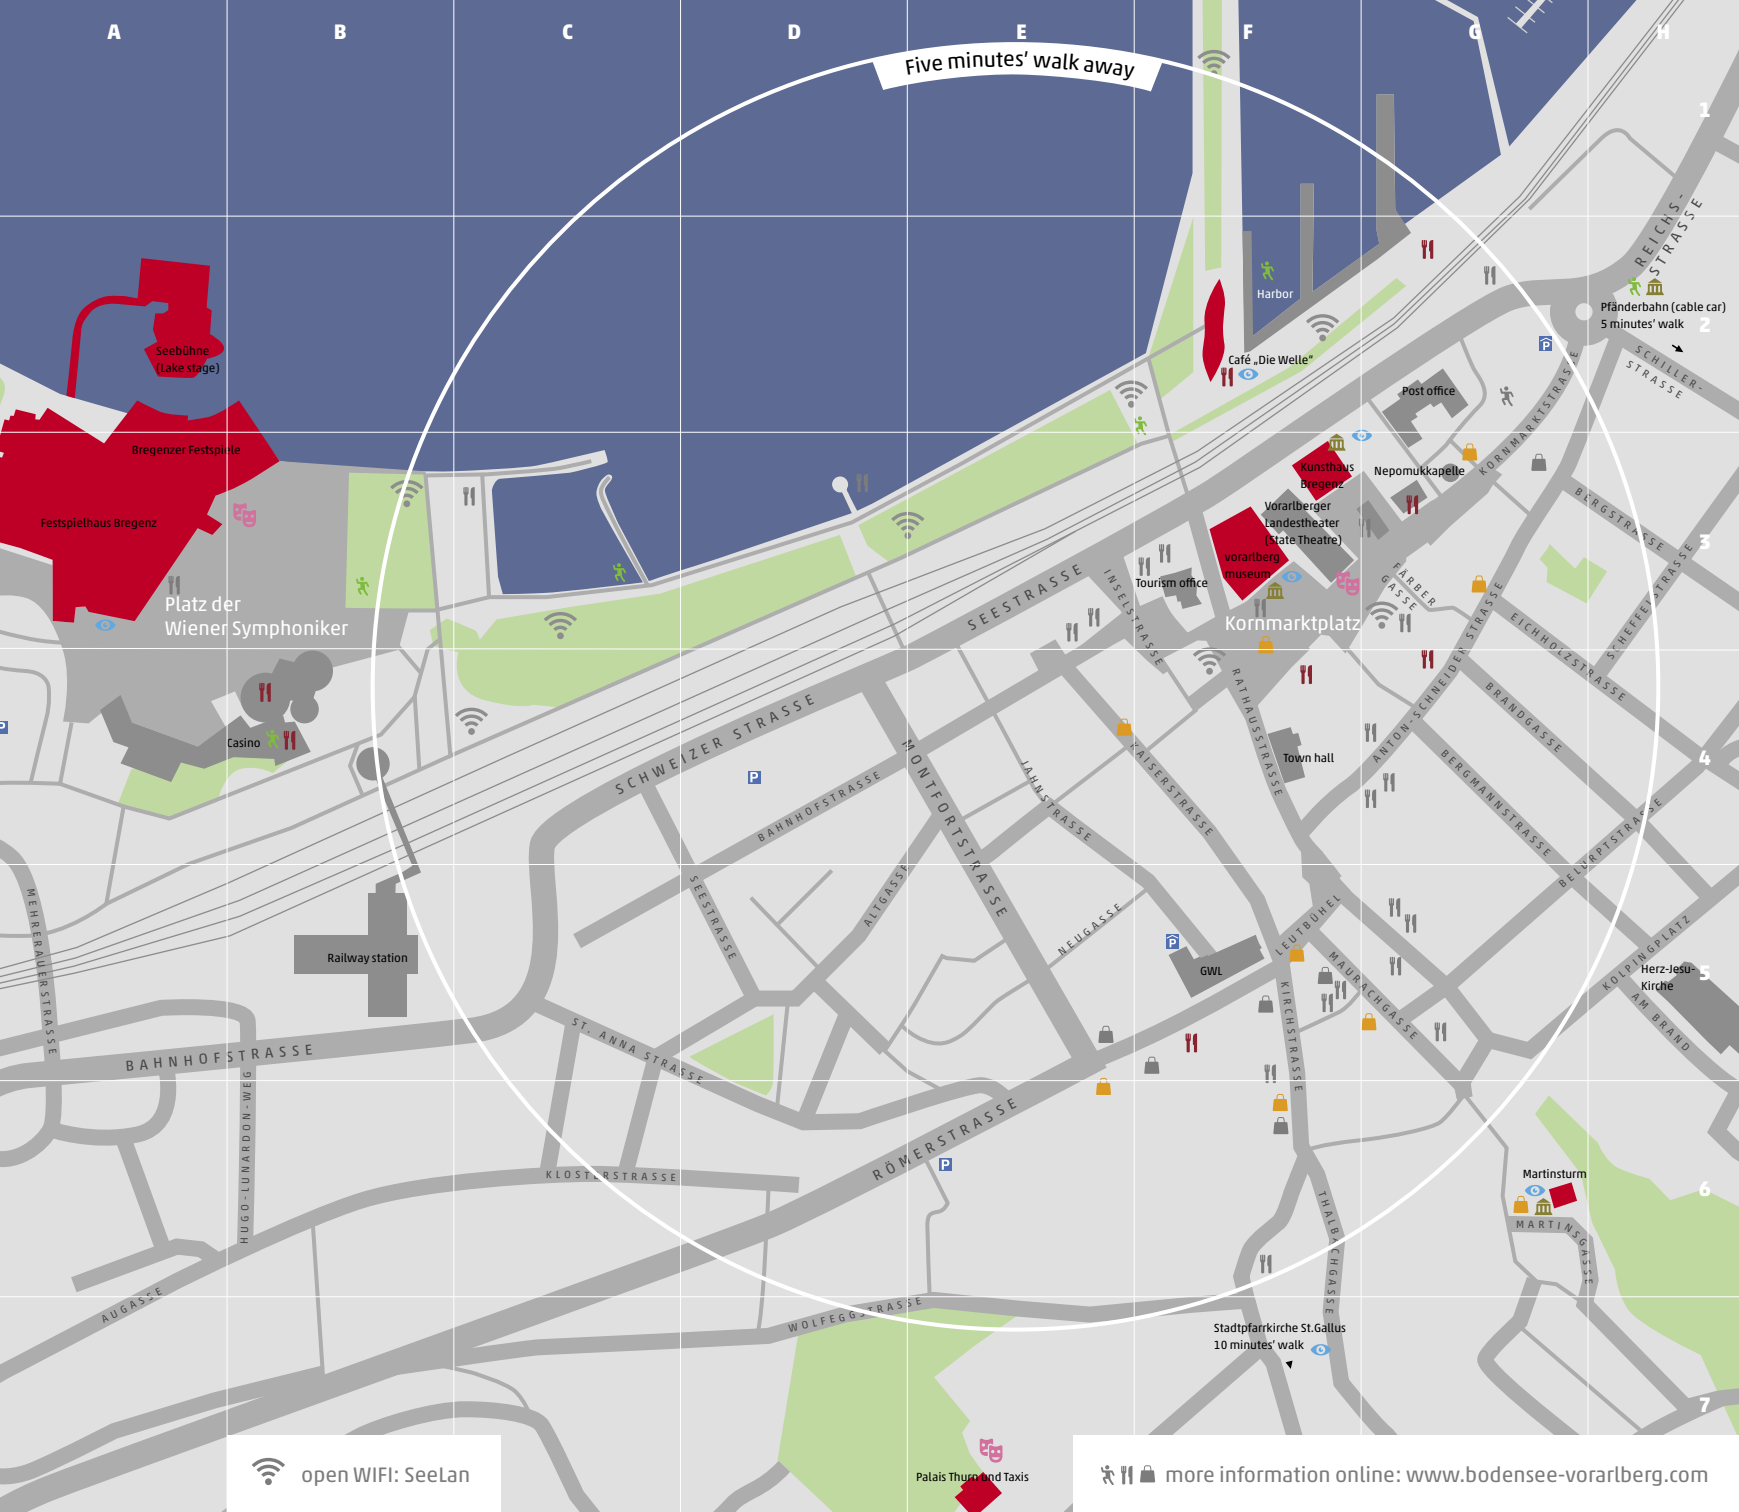 A
B
C
D
E
F
G
H
Five minutes’ walk away
1
REICHS-
STRASSE
Harbor
Pfänderbahn (cable car)
5 minutes’ walk
2
SCHILLER-
STRASSE
Seebühne
(Lake stage)
Café „Die Welle“
Post office
KORNMARKTSTRASSE
Bregenzer Festspiele
Festspielhaus Bregenz
Kunsthaus
Bregenz
Nepomukkapelle
Vorarlberger
Landestheater
(State Theatre)
vorarlberg
museum
BERGSTRASSE
3
Tourism office
INSELSTRASSE
SEESTRASSE
FÄRBER
GASSE
Platz der
Wiener Symphoniker
Kornmarktplatz
ANTON-SCHNEIDER STRASSE
EICHHOLZSTRASSE
SCHEFFELSTRASSE
RATHAUSSTRASSE
BRANDGASSE
Casino
SCHWEIZER STRASSE
P
P
P
MONTFORTSTRASSE
JAHNSTRASSE
KAISERSTRASSE
Town hall
BERGMANNSTRASSE
4
BAHNHOFSTRASSE
BELRUPTSTRASSE
MEHRERAUERSTRASSE
SEESTRASSE
ALTGASSE
NEUGASSE
LEUTBÜHEL
P
GWL
MAURACHGASSE
KOLPINGPLATZ
Herz-Jesu-
Kirche
5
AM BRAND
Railway station
KIRCHSTRASSE
ST. ANNA STRASSE
BAHNHOFSTRASSE
HUGO-LUNARDON-WEG
RÖMERSTRASSE
P
KLOSTERSTRASSE
Martinsturm
6
MARTINSGASSE
THALBACHGASSE
AUGASSE
WOLFEGGSTRASSE
Stadtpfarrkirche St.Gallus
10 minutes’ walk
7
Palais Thurn und Taxis
open WIFI: SeeLan
more information online: www.bodensee-vorarlberg.com